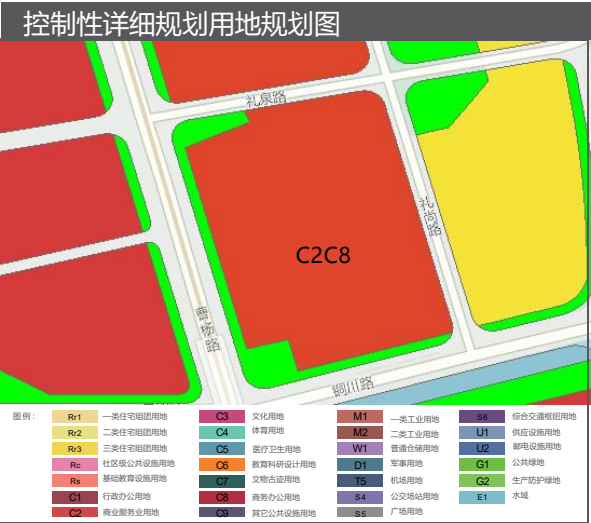 控制性详细规划用地规划图
礼泉路
C2C8
曹杨路
铜川路
图例：
Rr1 一类住宅组团用地
Rr2 二类住宅组团用地
Rr3 三类住宅组团用地
Rc 社区级公共设施用地
Rs 基础教育设施用地
C1 行政办公用地
C2 商业服务业用地
C3 文化用地
C4 体育用地
C5 医疗卫生用地
C6 教育科研设计用地
C7 文物古迹用地
C8 商务办公用地
C9 其它公共设施用地
M1 一类工业用地
M2 二类工业用地
W1 普通仓储用地
D1 军事用地
T5 机场用地
S4 公交场站用地
S5 广场用地
S6 综合交通枢纽用地
U1 供应设施用地
U2 邮电设施用地
G1 公共绿地
G2 生产防护绿地
E1 水域